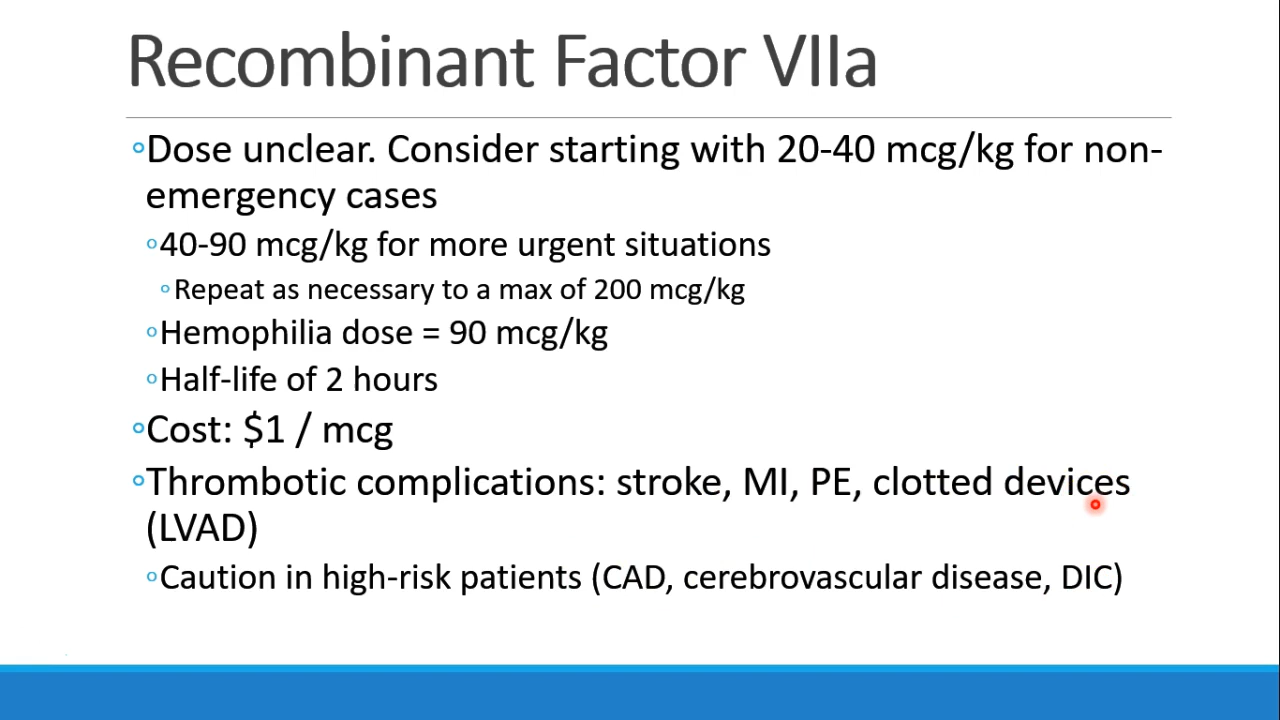 Recombinant Factor VIIa
◦Dose unclear. Consider starting with 20-40 mcg/kg for non-
emergency cases
◦40-90 mcg/kg for more urgent situations
◦Repeat as necessary to a max of 200 mcg/kg
◦Hemophilia dose = 90 mcg/kg
◦Half-life of 2 hours
◦Cost: $1 / mcg
◦Thrombotic complications: stroke, MI, PE, clotted devices
(LVAD)
◦Caution in high-risk patients (CAD, cerebrovascular disease, DIC)